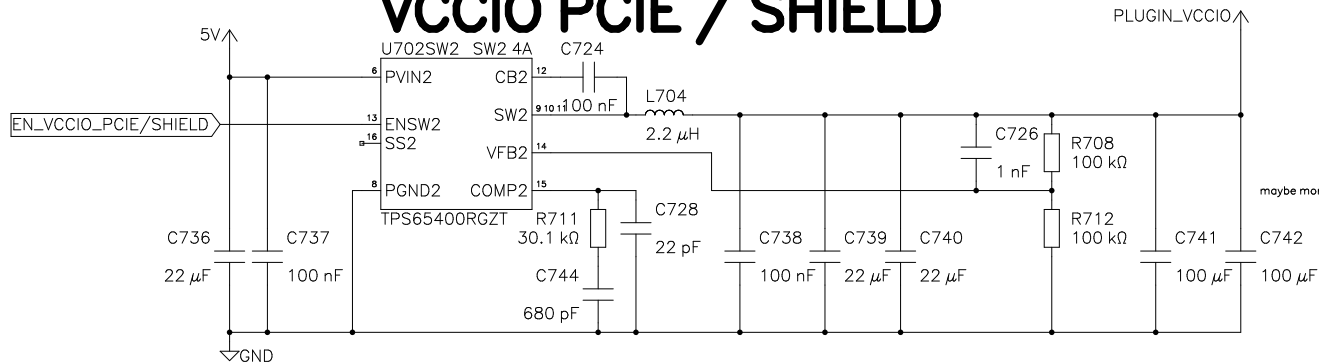 VCCIO PCIE / SHIELD
PLUGIN_VCCIO
5V
U702SW2 SW2 4A
C724
6 PVIN2
CB2 12
100 nF
L704
EN_VCCIO_PCIE/SHIELD
13 ENSW2
SW2 9 10 11
2.2 μH
16 SS2
VFB2 14
C726
1 nF
R708
100 kΩ
8 PGND2
COMP2 15
maybe mor
TPS65400RGZT
R711
30.1 kΩ
C728
22 pF
R712
100 kΩ
C736
22 μF
C737
100 nF
C744
680 pF
C738
100 nF
C739
22 μF
C740
22 μF
C741
100 μF
C742
100 μF
GND